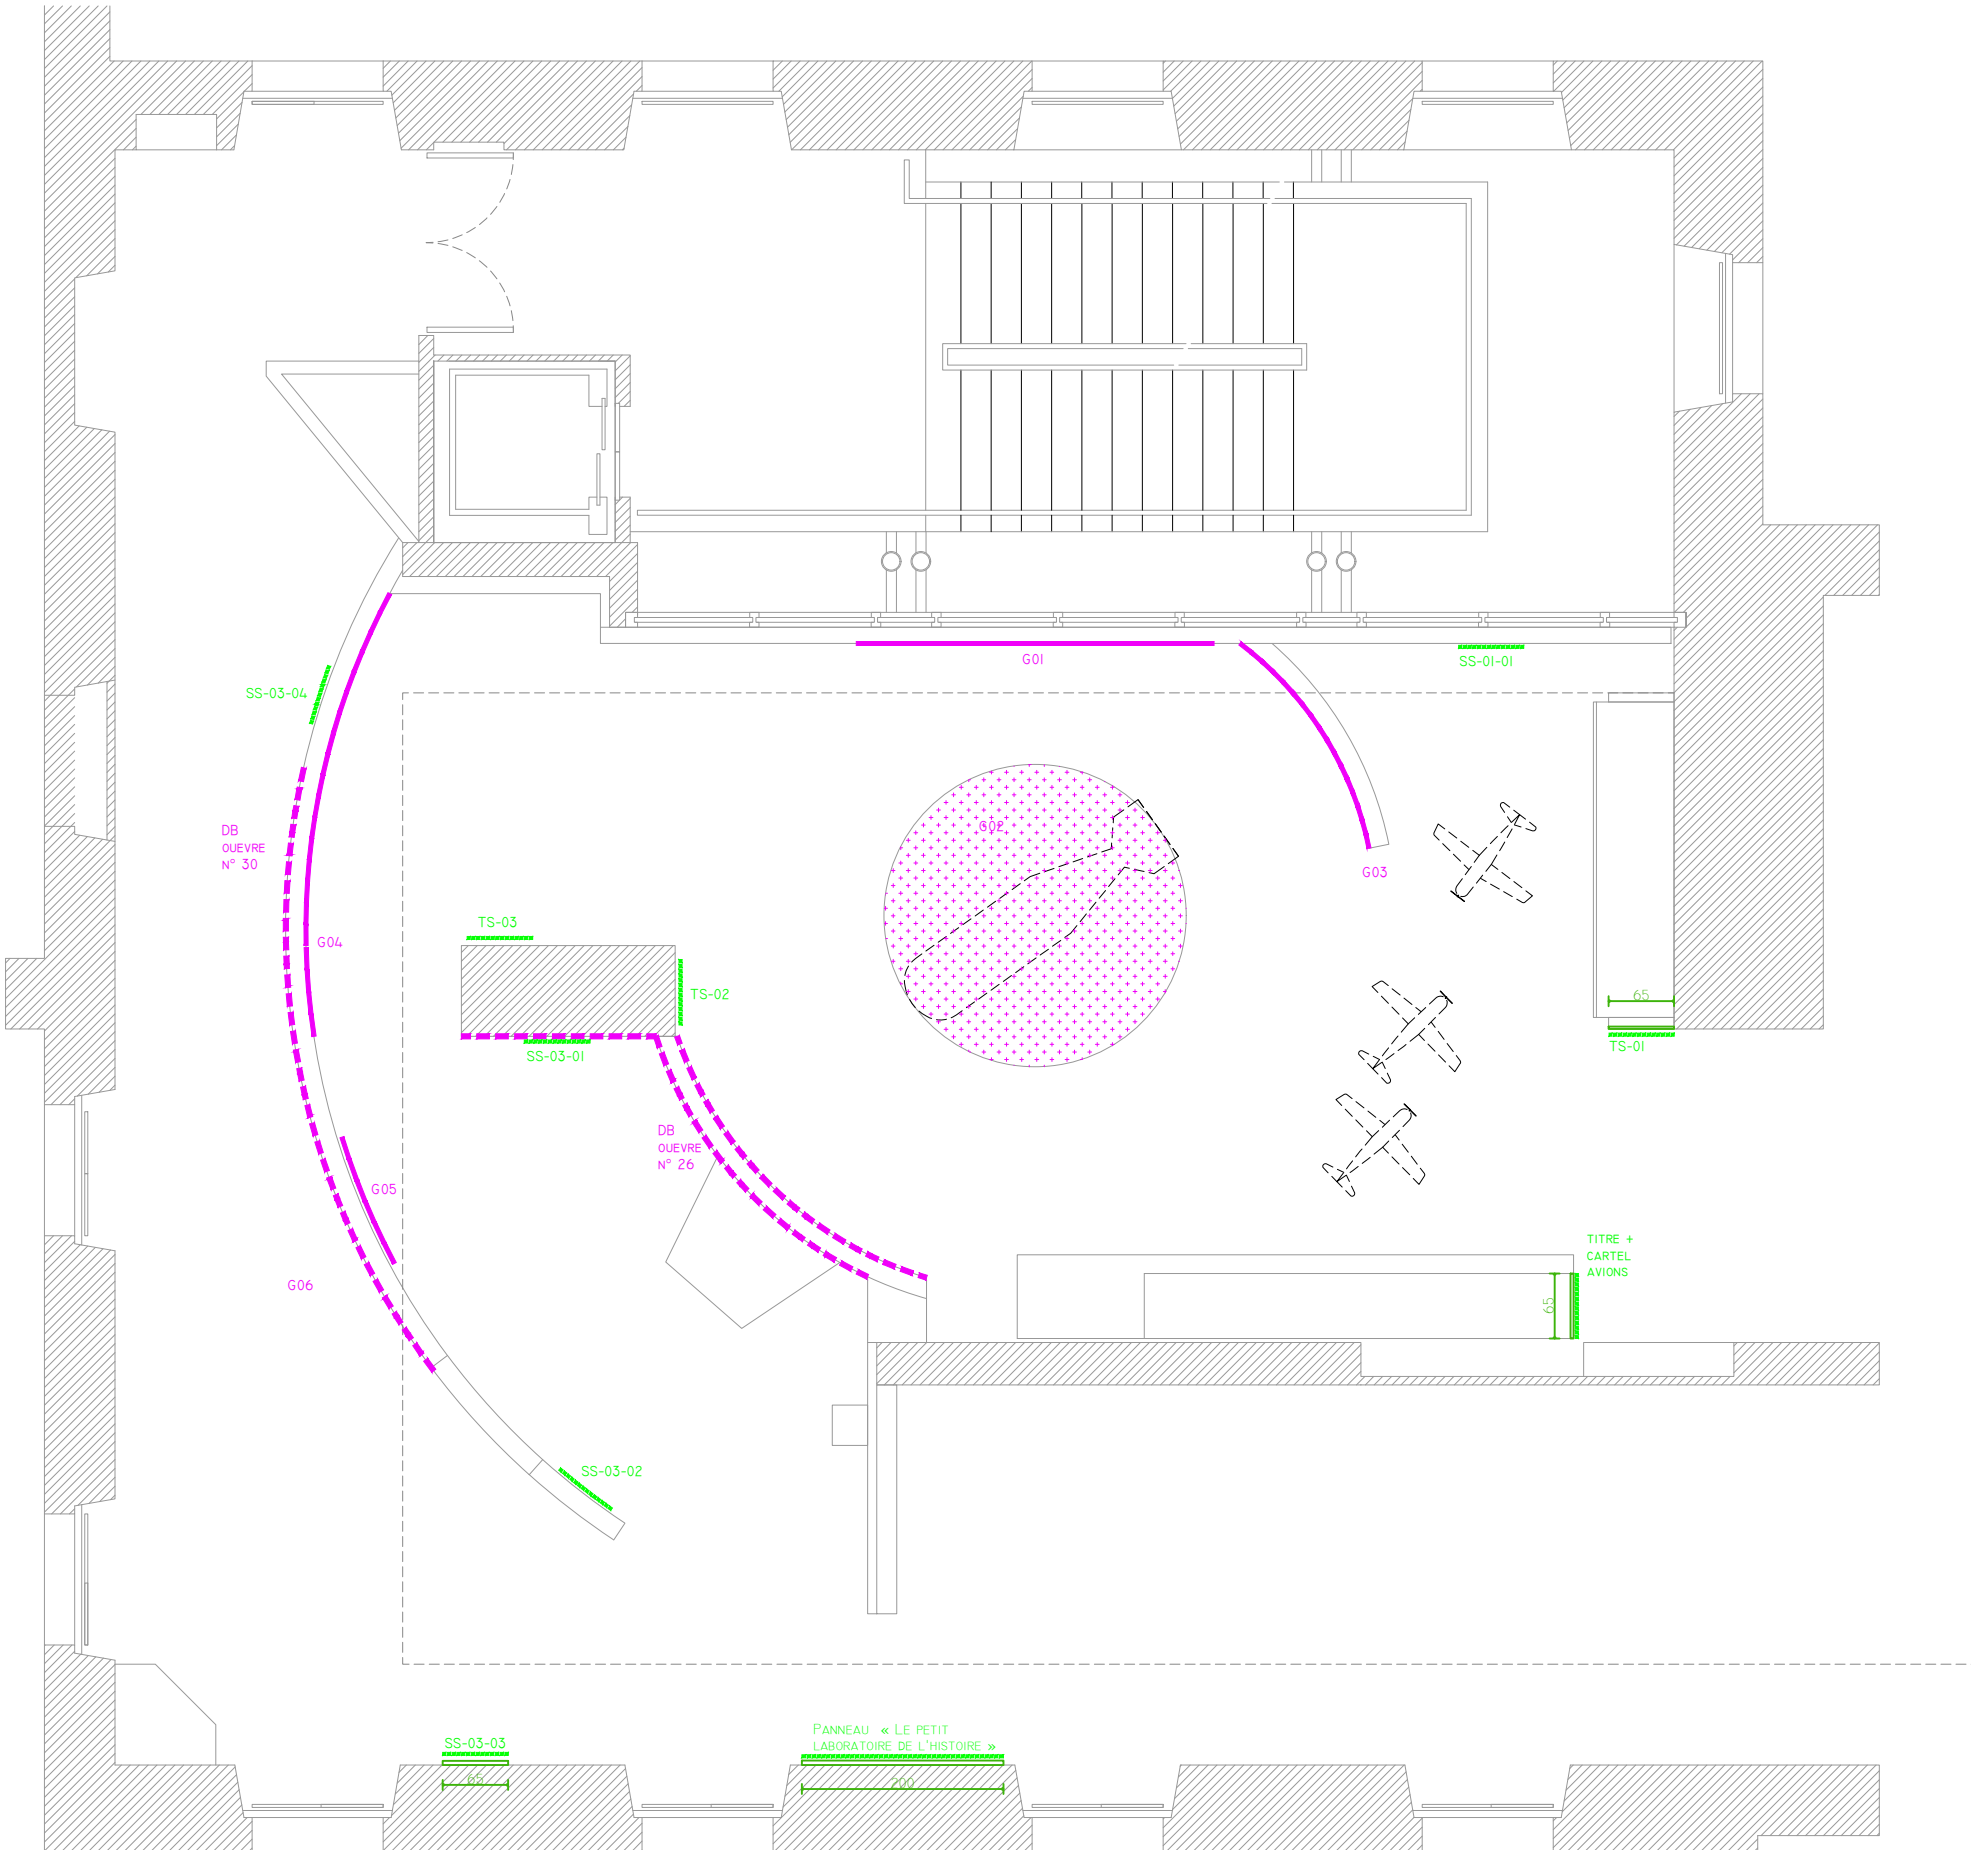 G01
SS-01-01
SS-03-04
G02
DB
OUEVRE
N° 30
G03
TS-03
G04
TS-02
65
TS-01
SS-03-01
DB
OUEVRE
N° 26
G05
G06
TITRE +
CARTEL
AVIONS
65
SS-03-02
PANNEAU « LE PETIT
LABORATOIRE DE L'HISTOIRE »
SS-03-03
65
200